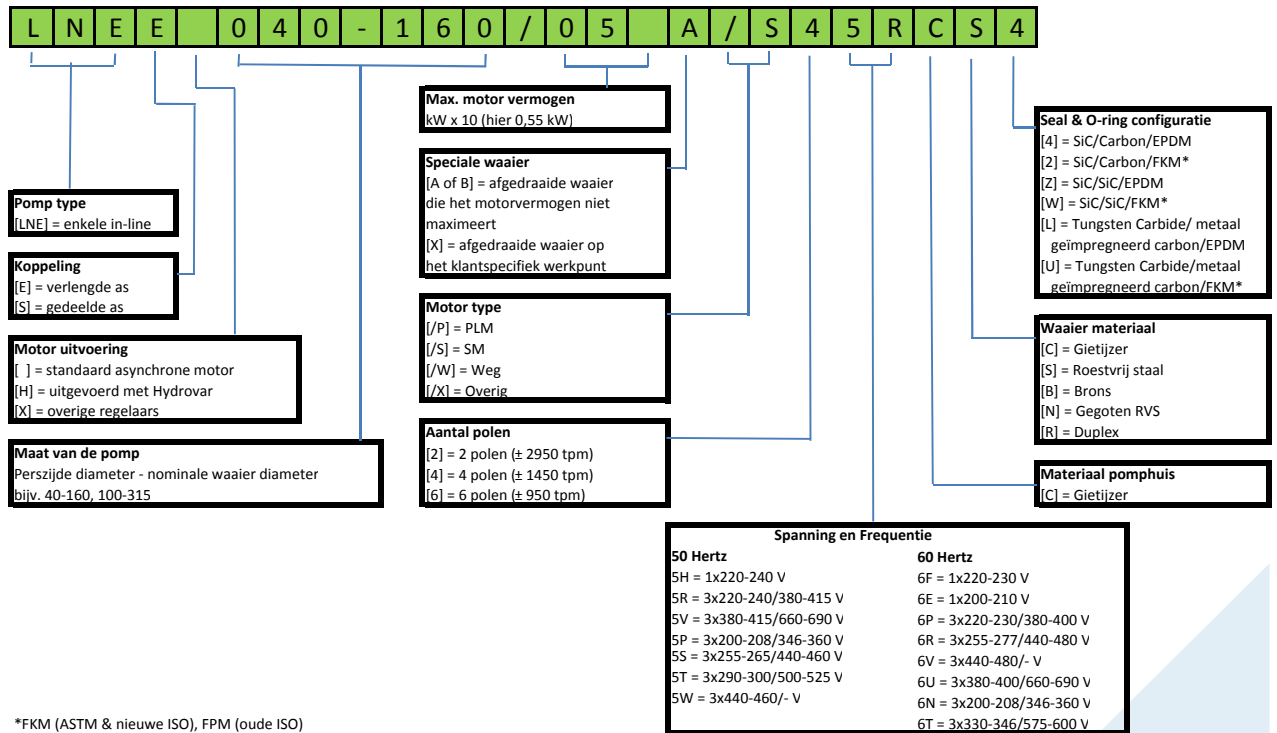 L N E E 0 4 0 - 1 6 0 / 0 5 A / S 4 5 R C S 4
Max. motor vermogen
kW x 10 (hier 0,55 kW)
Speciale waaier
[A of B] = afgedraaide waaier
die het motorvermogen niet
maximeert
[X] = afgedraaide waaier op
het klantspecifiek werkpunt
Pomp type
[LNE] = enkele in-line
Koppeling
[E] = verlengde as
[S] = gedeelde as
Motor uitvoering
[ ] = standaard asynchrone motor
[H] = uitgevoerd met Hydrovar
[X] = overige regelaars
Maat van de pomp
Perszijde diameter - nominale waaier diameter
bijv. 40-160, 100-315
Motor type
[/P] = PLM
[/S] = SM
[/W] = Weg
[/X] = Overig
Aantal polen
[2] = 2 polen (± 2950 tpm)
[4] = 4 polen (± 1450 tpm)
[6] = 6 polen (± 950 tpm)
Seal & O-ring configuratie
[4] = SiC/Carbon/EPDM
[2] = SiC/Carbon/FKM*
[Z] = SiC/SiC/EPDM
[W] = SiC/SiC/FKM*
[L] = Tungsten Carbide/ metaal
geïmpregneerd carbon/EPDM
[U] = Tungsten Carbide/metaal
geïmpregneerd carbon/FKM*
Waaier materiaal
[C] = Gietijzer
[S] = Roestvrij staal
[B] = Brons
[N] = Gegoten RVS
[R] = Duplex
Materiaal pomphuis
[C] = Gietijzer
Spanning en Frequentie
50 Hertz
5H = 1x220-240 V
5R = 3x220-240/380-415 V
5V = 3x380-415/660-690 V
5P = 3x200-208/346-360 V
5S = 3x255-265/440-460 V
5T = 3x290-300/500-525 V
5W = 3x440-460/- V
60 Hertz
6F = 1x220-230 V
6E = 1x200-210 V
6P = 3x220-230/380-400 V
6R = 3x255-277/440-480 V
6V = 3x440-480/- V
6U = 3x380-400/660-690 V
6N = 3x200-208/346-360 V
6T = 3x330-346/575-600 V
*FKM (ASTM & nieuwe ISO), FPM (oude ISO)